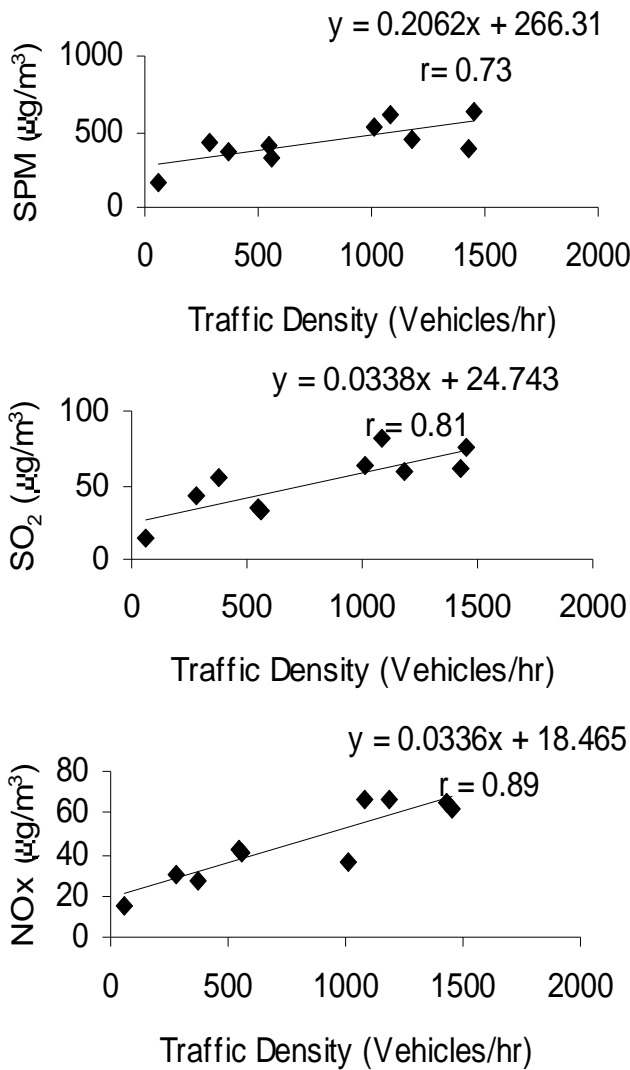 y = 0.2062x + 266.31
r= 0.73
1000
500
0
SPM (µg/m³)
0 500 1000 1500 2000
Traffic Density (Vehicles/hr)
y = 0.0338x + 24.743
r = 0.81
100
50
0
SO₂ (µg/m³)
0 500 1000 1500 2000
Traffic Density (Vehicles/hr)
y = 0.0336x + 18.465
r = 0.89
80
60
40
20
0
NOx (µg/m³)
0 500 1000 1500 2000
Traffic Density (Vehicles/hr)